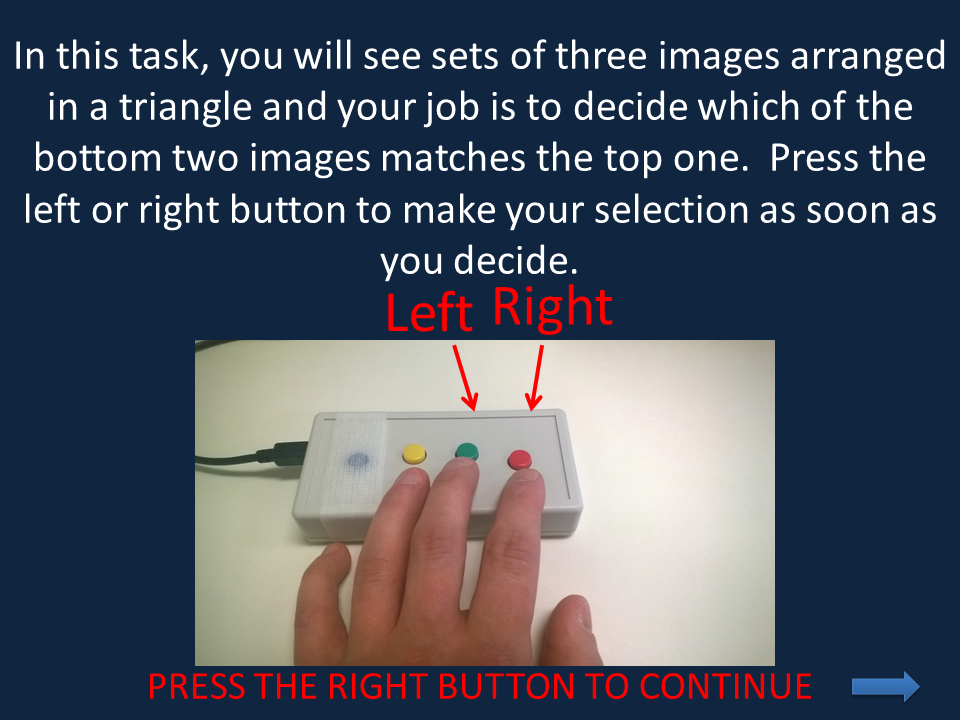 In this task, you will see sets of three images arranged
in a triangle and your job is to decide which of the
bottom two images matches the top one.  Press the
left or right button to make your selection as soon as
you decide.
Left Right
PRESS THE RIGHT BUTTON TO CONTINUE